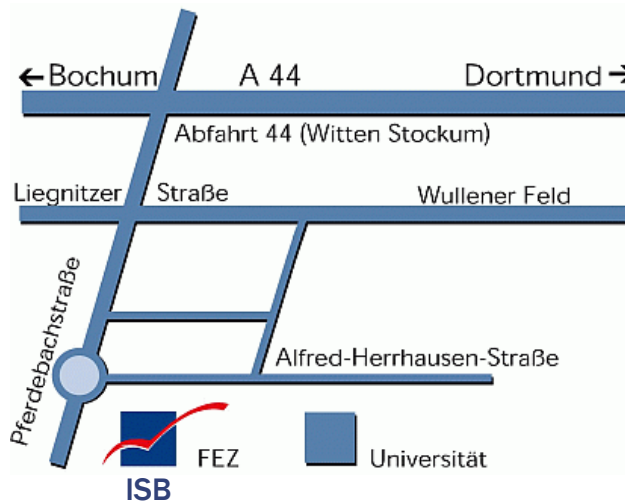 ← Bochum A 44 Dortmund →
Abfahrt 44 (Witten Stockum)
Liegnitzer Straße Wullener Feld
Pferdebachstraße
Alfred-Herrhausen-Straße
FEZ Universität
ISB